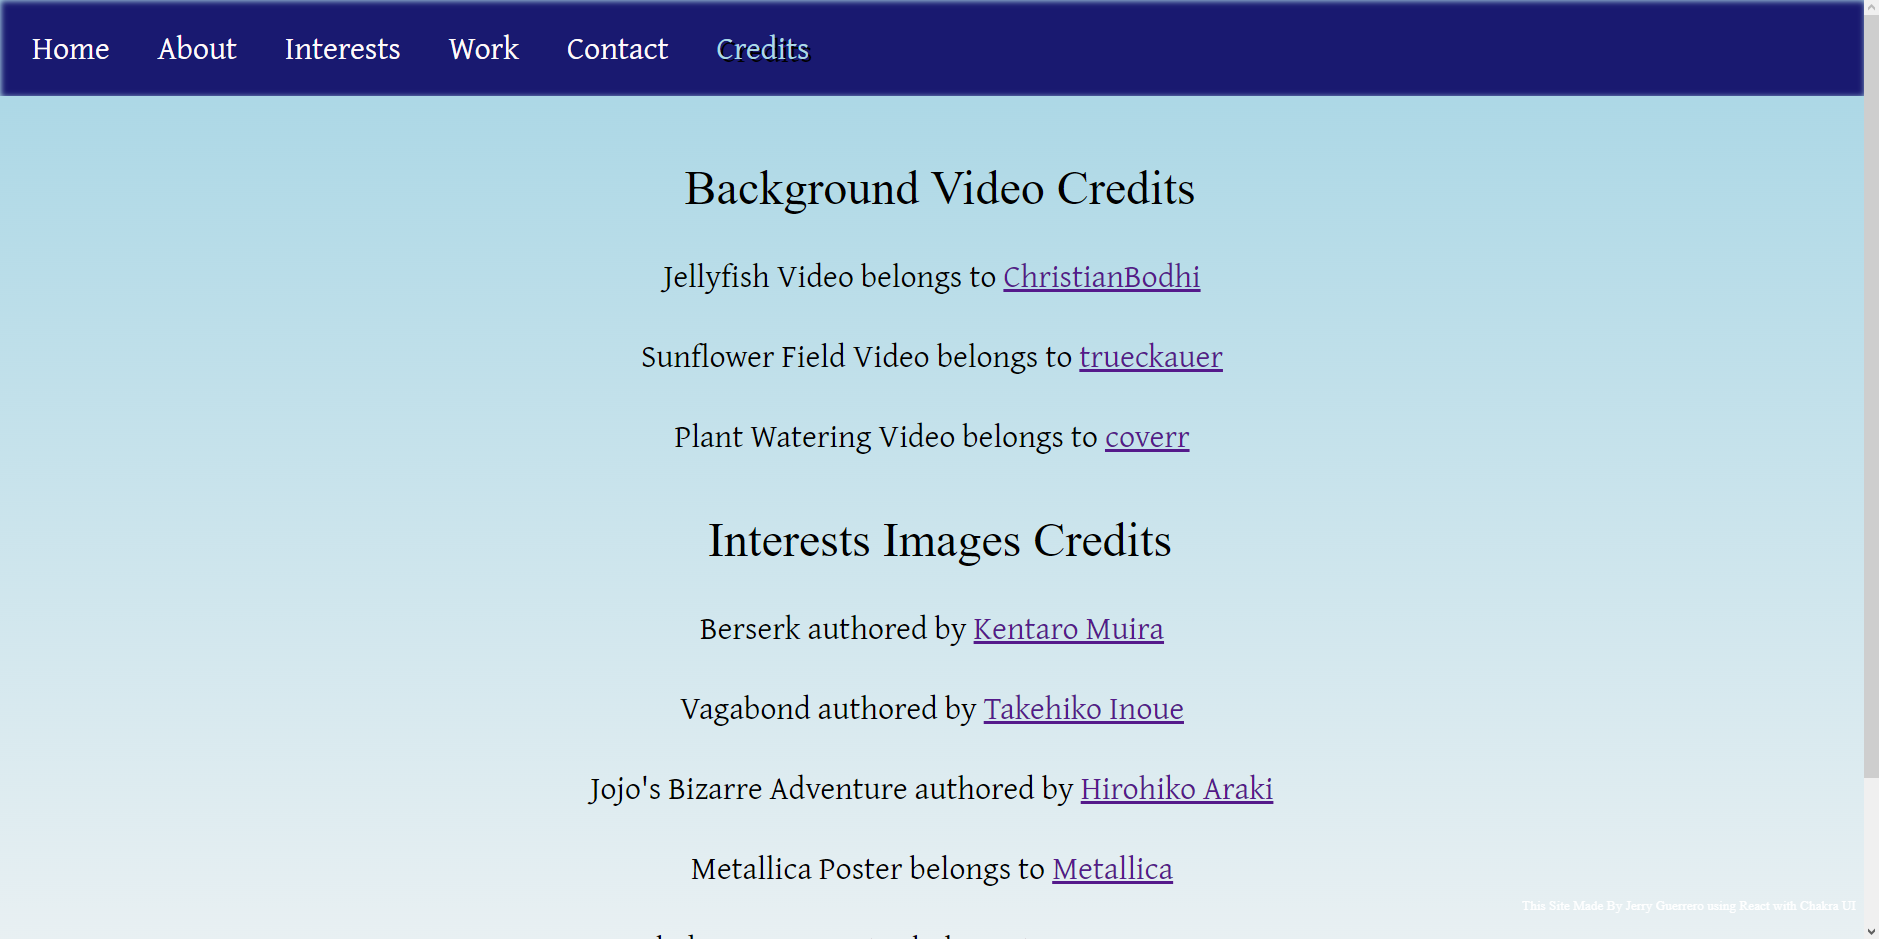 Home About Interests Work Contact Credits
Background Video Credits
Jellyfish Video belongs to ChristianBodhi
Sunflower Field Video belongs to trueckauer
Plant Watering Video belongs to coverr
Interests Images Credits
Berserk authored by Kentaro Muira
Vagabond authored by Takehiko Inoue
Jojo's Bizarre Adventure authored by Hirohiko Araki
Metallica Poster belongs to Metallica
This Site Made By Jerry Guerrero using React with Chakra UI